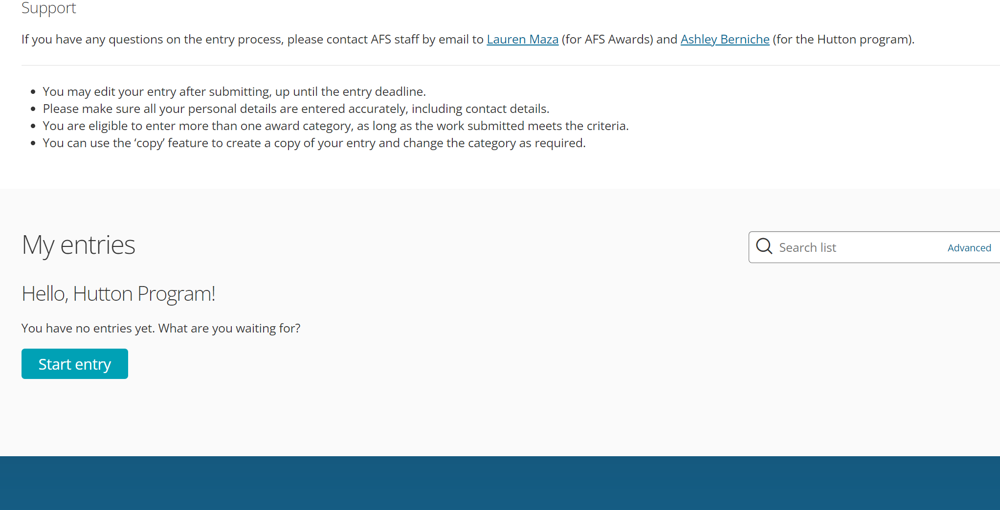 Support
If you have any questions on the entry process, please contact AFS staff by email to Lauren Maza (for AFS Awards) and Ashley Berniche (for the Hutton program).
• You may edit your entry after submitting, up until the entry deadline.
• Please make sure all your personal details are entered accurately, including contact details.
• You are eligible to enter more than one award category, as long as the work submitted meets the criteria.
• You can use the ‘copy’ feature to create a copy of your entry and change the category as required.
My entries
Search list Advanced
Hello, Hutton Program!
You have no entries yet. What are you waiting for?
Start entry